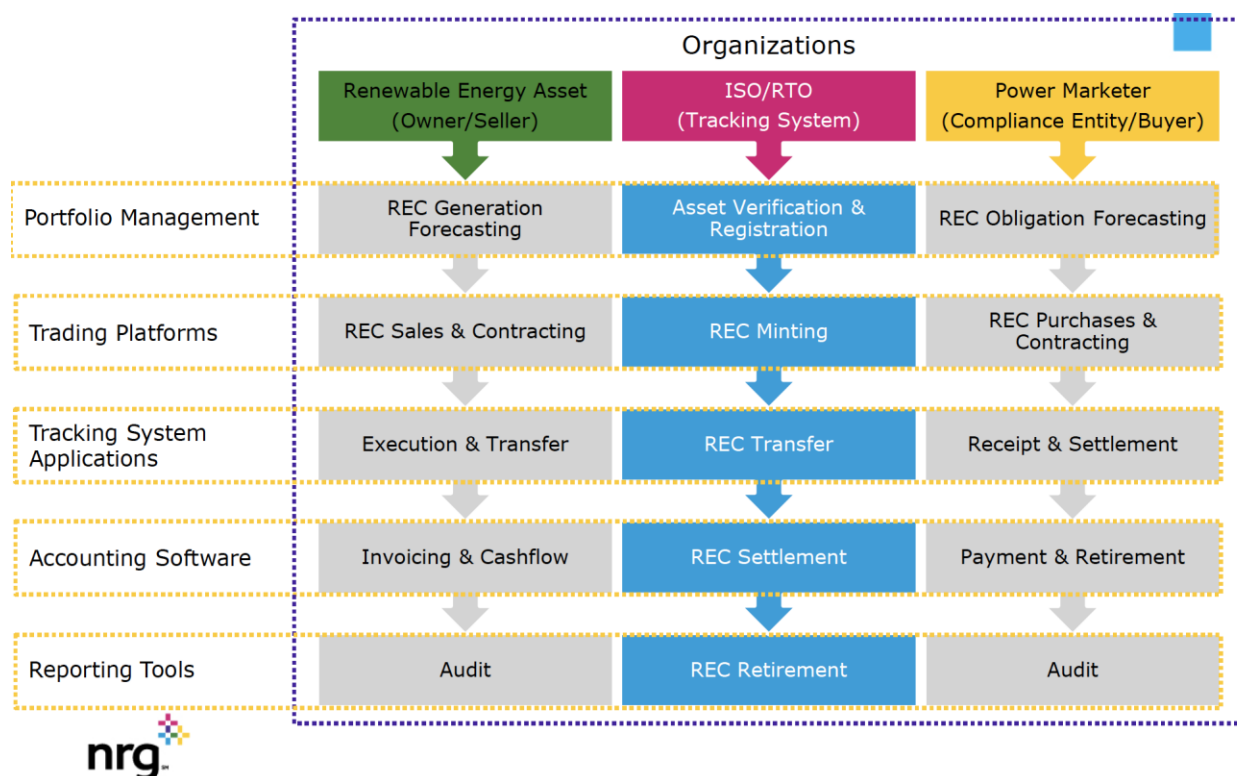 Organizations
Renewable Energy Asset
(Owner/Seller)
ISO/RTO
(Tracking System)
Power Marketer
(Compliance Entity/Buyer)
Portfolio Management
REC Generation
Forecasting
Asset Verification &
Registration
REC Obligation Forecasting
Trading Platforms
REC Sales & Contracting
REC Minting
REC Purchases &
Contracting
Tracking System
Applications
Execution & Transfer
REC Transfer
Receipt & Settlement
Accounting Software
Invoicing & Cashflow
REC Settlement
Payment & Retirement
Reporting Tools
Audit
REC Retirement
Audit
nrg